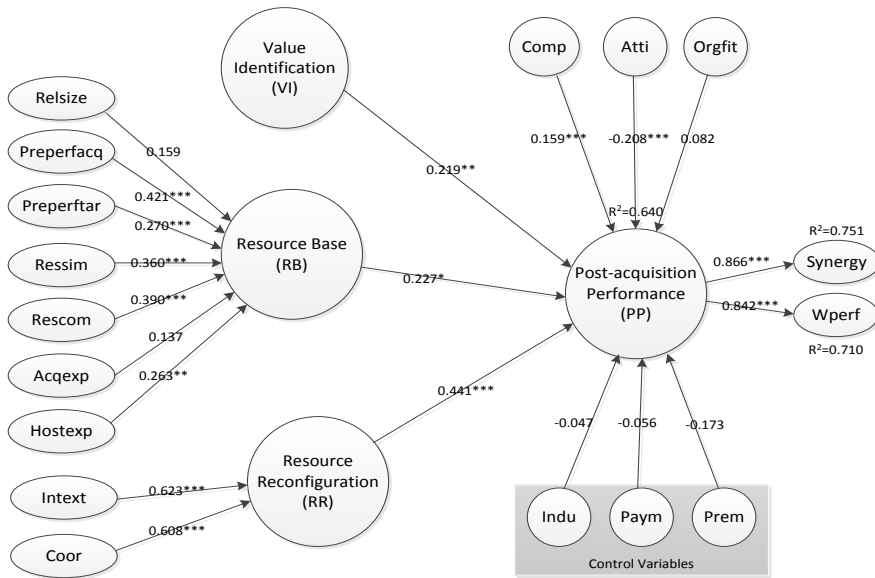 Value
Identification
(VI)
Comp
Atti
Orgfit
Relsize
Preperfacq
Preperftar
Ressim
Rescom
Acqexp
Hostexp
Intext
Coor
0.159
0.421***
0.270***
0.360***
0.390***
0.137
0.263**
0.623***
0.608***
Resource Base
(RB)
Resource
Reconfiguration
(RR)
0.219**
0.227*
0.441***
0.159***
-0.208***
0.082
R²=0.640
Post-acquisition
Performance
(PP)
0.866***
0.842***
R²=0.751
Synergy
Wperf
R²=0.710
-0.047
-0.056
-0.173
Indu
Paym
Prem
Control Variables